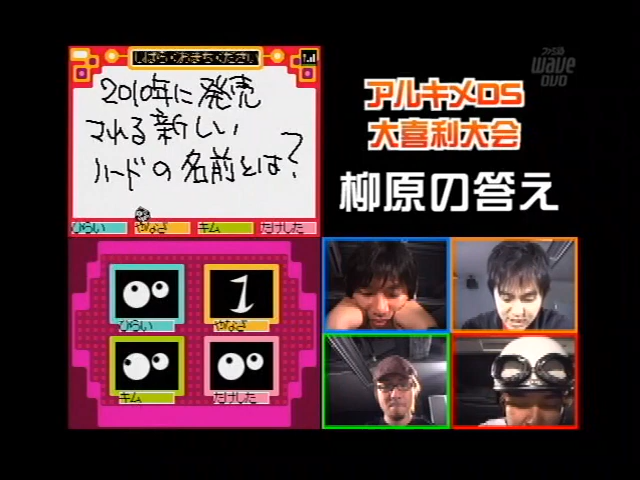 しばらくおまちください
2010年に発売
される新しい
ハードの名前とは?
ひらい
やなぎ
キム
たけした
ひらい
1
やなぎ
キム
たけした
ファミ通
WaVe
DVD
アルキメDS
大喜利大会
柳原の答え